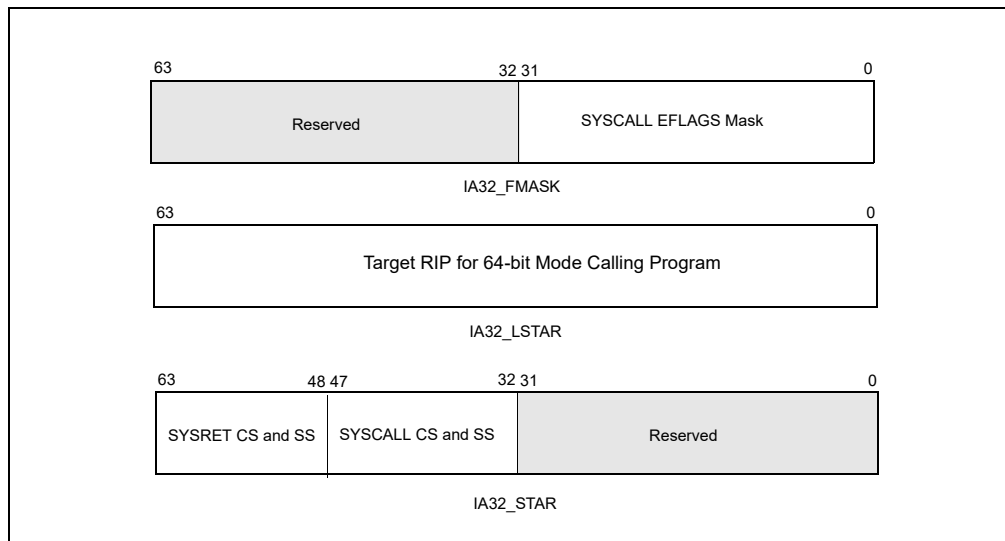 63 32 31 0
Reserved SYSCALL EFLAGS Mask
IA32_FMASK
63 0
Target RIP for 64-bit Mode Calling Program
IA32_LSTAR
63 48 47 32 31 0
SYSRET CS and SS SYSCALL CS and SS Reserved
IA32_STAR